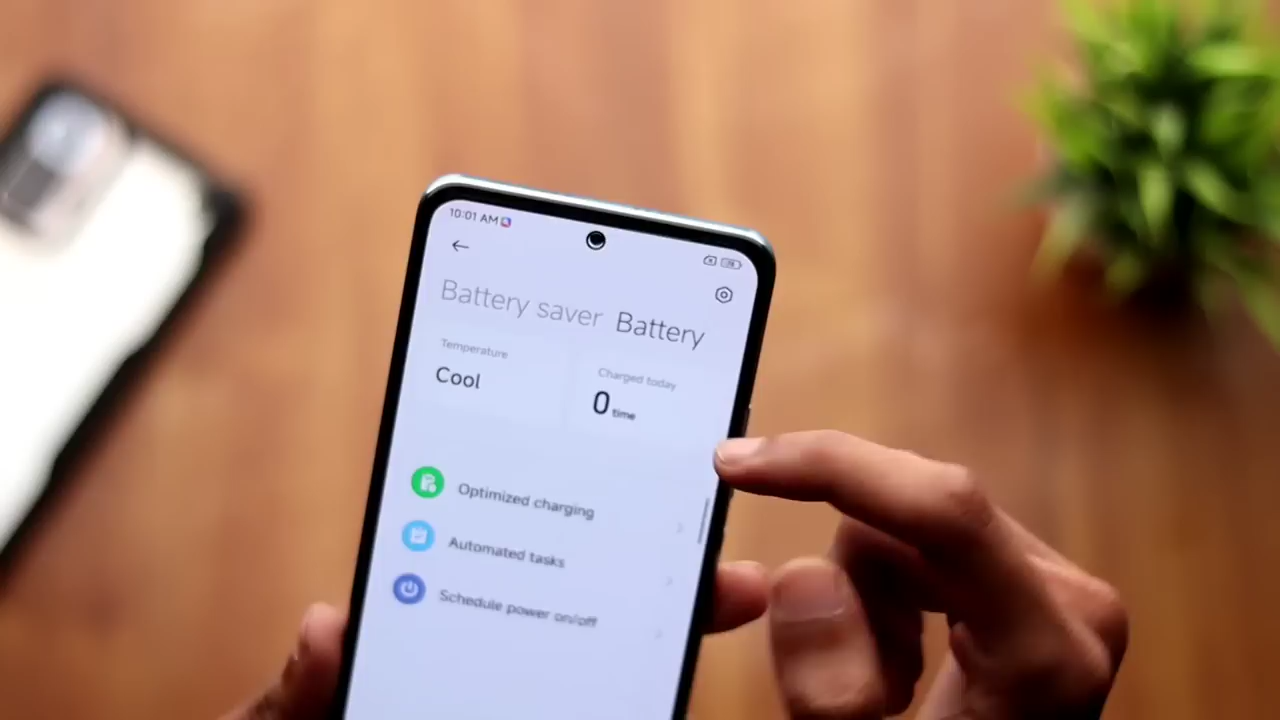 10:01 AM
Battery saver Battery
Temperature
Cool
Charged today
0 time
Optimized charging
Automated tasks
Schedule power on/off